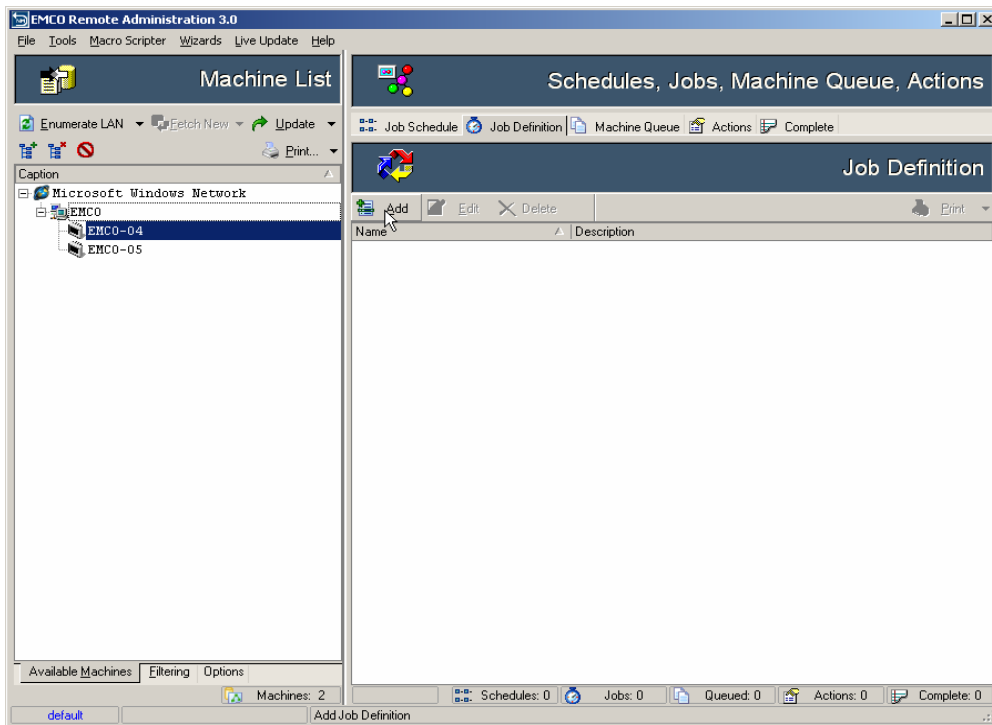 EMCO Remote Administration 3.0
File Tools Macro Scripter Wizards Live Update Help
Machine List
Schedules, Jobs, Machine Queue, Actions
Enumerate LAN Fetch New Update
Job Schedule Job Definition Machine Queue Actions Complete
Print...
Job Definition
Caption
Microsoft Windows Network
EMCO
EMCO-04
EMCO-05
Add Edit Delete Print
Name Description
Available Machines Filtering Options
Machines: 2
Schedules: 0 Jobs: 0 Queued: 0 Actions: 0 Complete: 0
default Add Job Definition